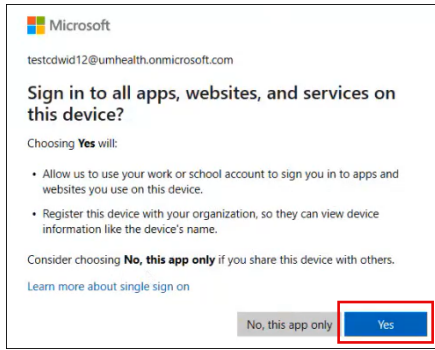 Microsoft
testcdwid12@umhealth.onmicrosoft.com
Sign in to all apps, websites, and services on
this device?
Choosing Yes will:
• Allow us to use your work or school account to sign you in to apps and
websites you use on this device.
• Register this device with your organization, so they can view device
information like the device's name.
Consider choosing No, this app only if you share this device with others.
Learn more about single sign on
No, this app only
Yes